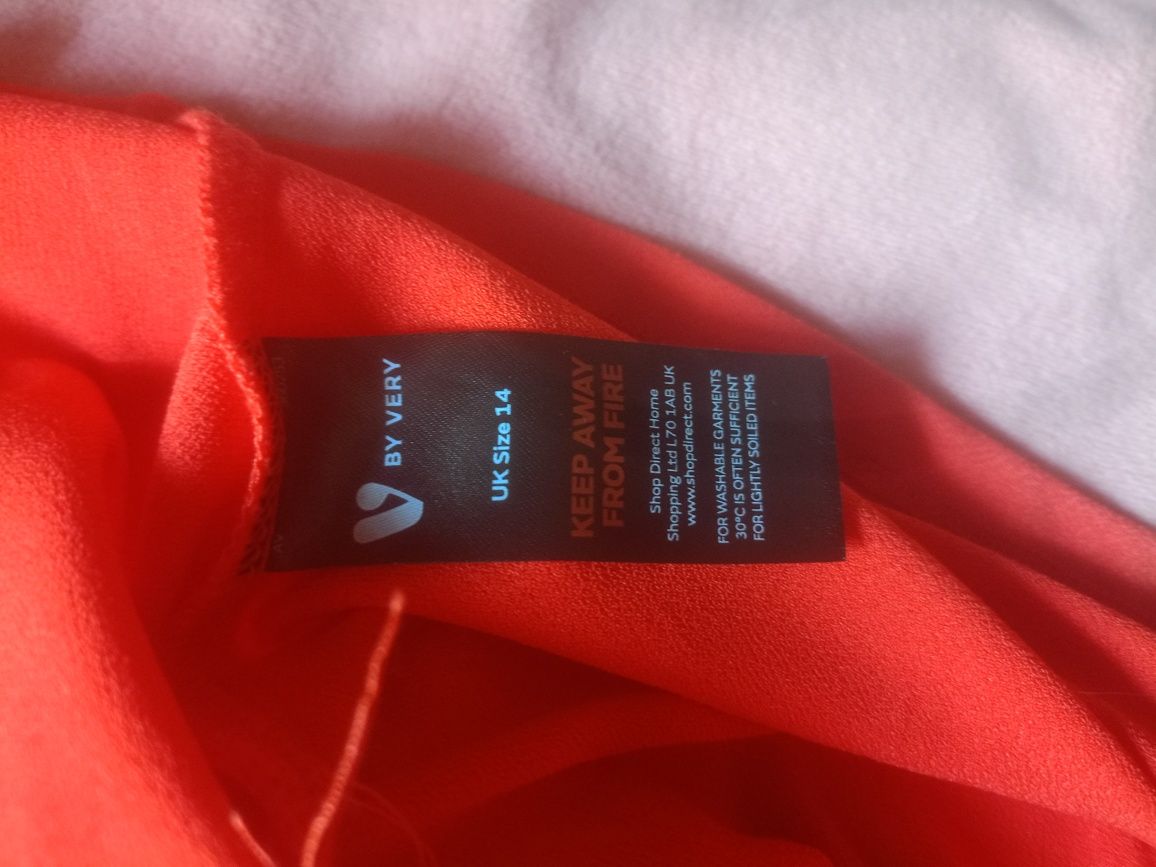 BY VERY
UK Size 14
KEEP AWAY
FROM FIRE
Shop Direct Home
Shopping Ltd L70 1AB UK
www.shopdirect.com
FOR WASHABLE GARMENTS
30°C IS OFTEN SUFFICIENT
FOR LIGHTLY SOILED ITEMS